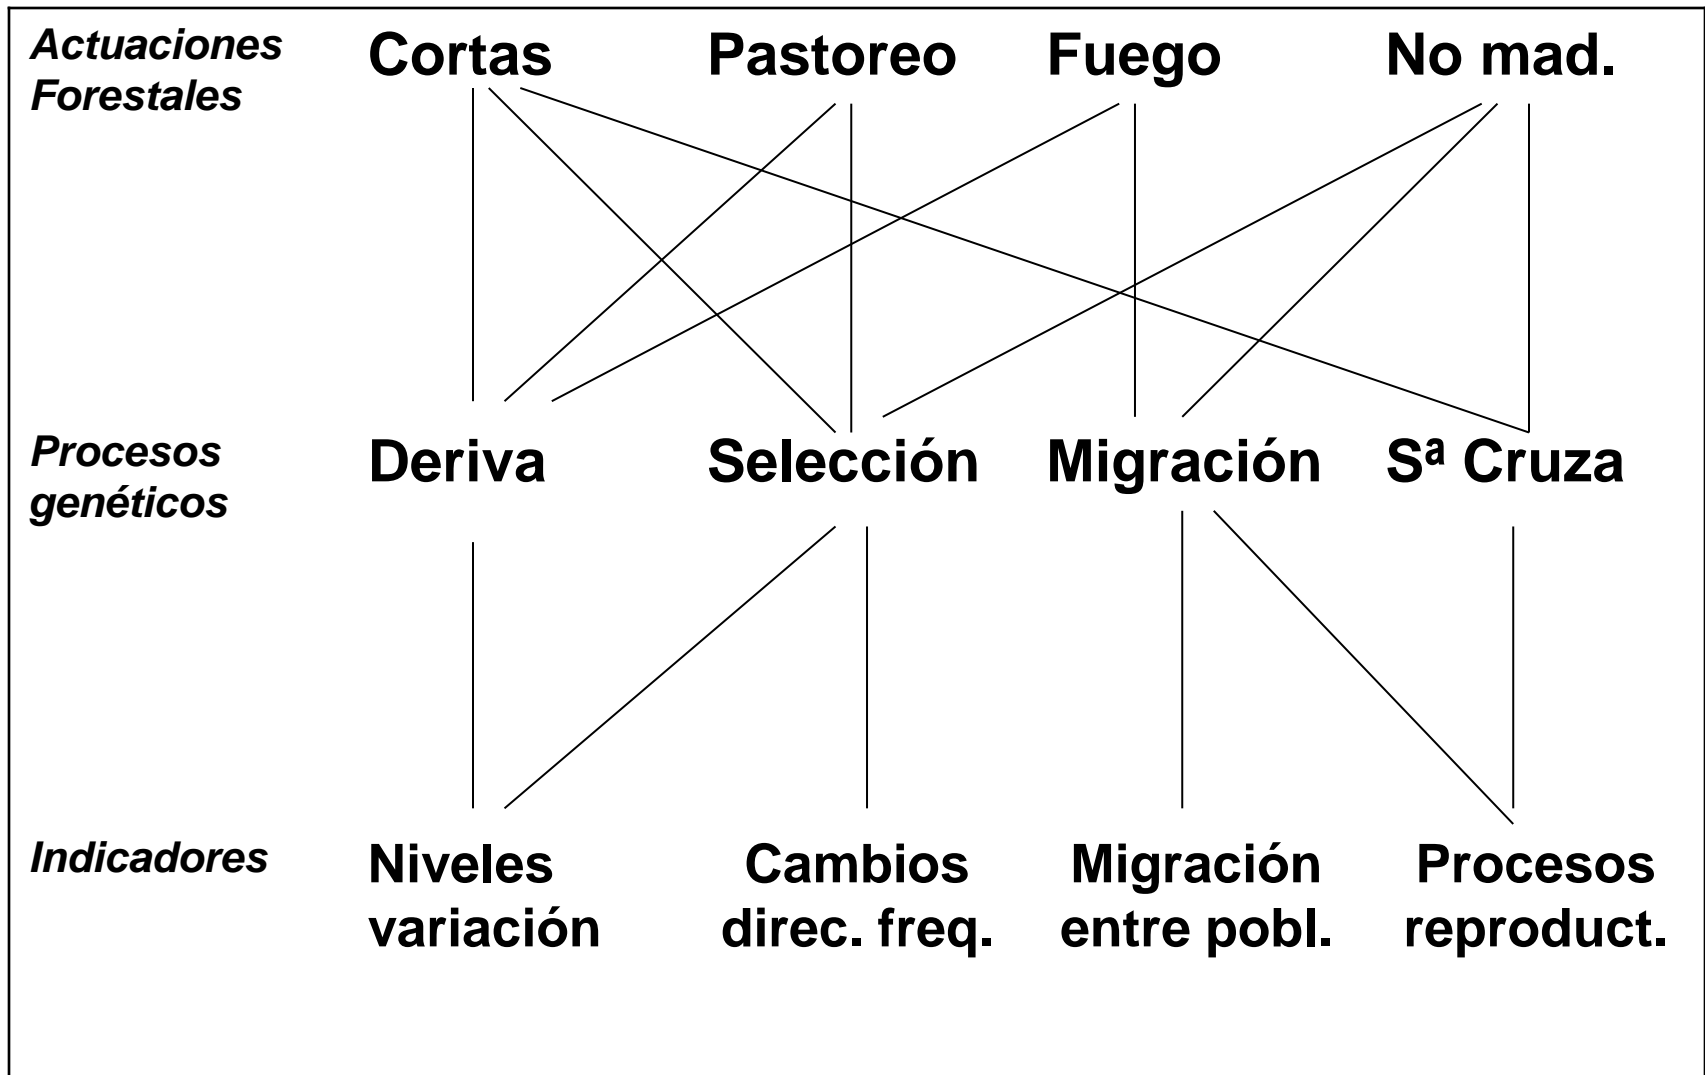 Actuaciones
Forestales
Cortas
Pastoreo
Fuego
No mad.
Procesos
genéticos
Deriva
Selección
Migración
Sª Cruza
Indicadores
Niveles
variación
Cambios
direc. freq.
Migración
entre pobl.
Procesos
reproduct.